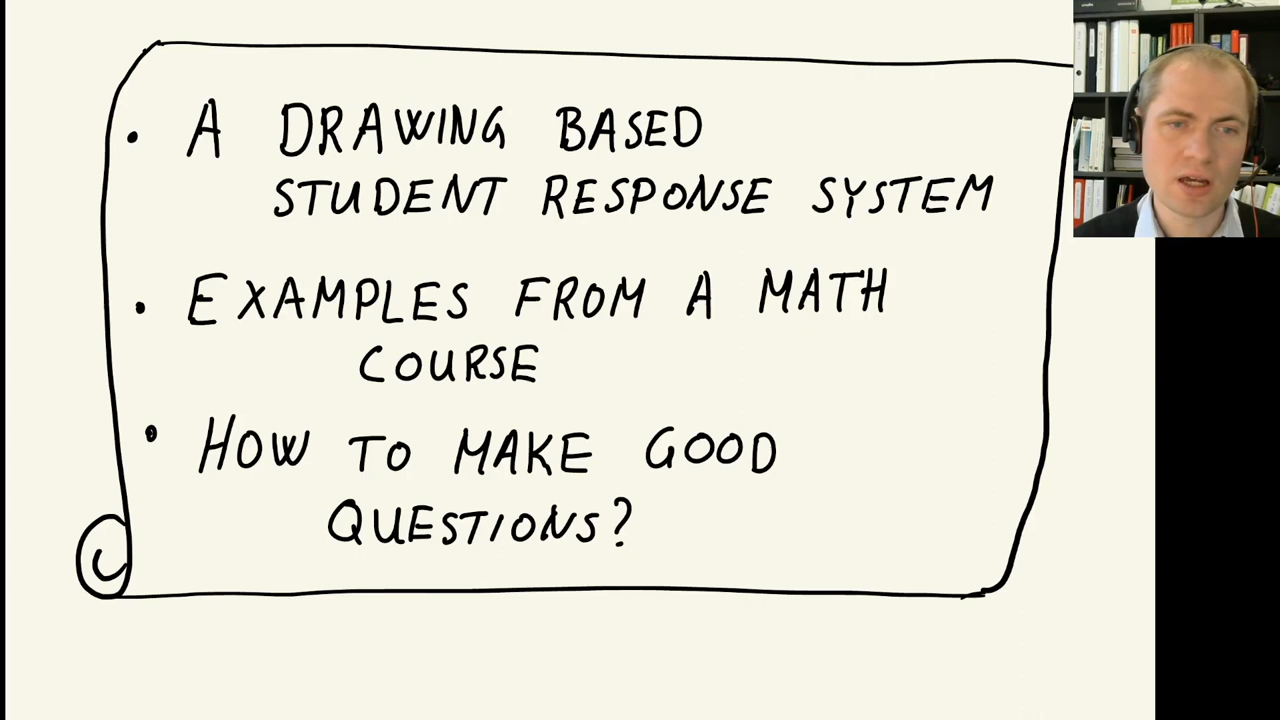 • A DRAWING BASED
STUDENT RESPONSE SYSTEM
• EXAMPLES FROM A MATH
COURSE
• HOW TO MAKE GOOD
QUESTIONS?